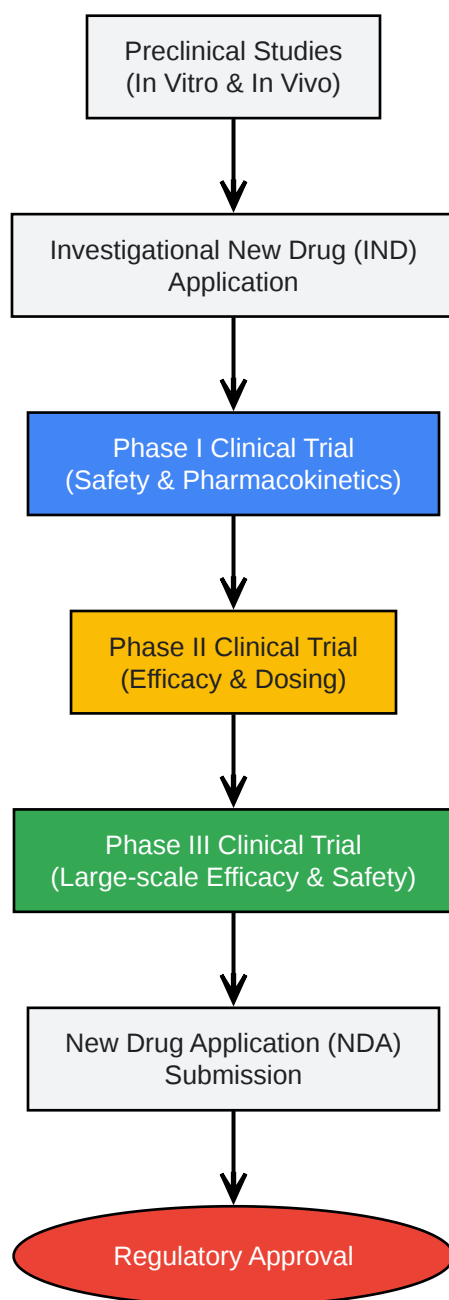 Preclinical Studies
(In Vitro & In Vivo)
Investigational New Drug (IND)
Application
Phase I Clinical Trial
(Safety & Pharmacokinetics)
Phase II Clinical Trial
(Efficacy & Dosing)
Phase III Clinical Trial
(Large-scale Efficacy & Safety)
New Drug Application (NDA)
Submission
Regulatory Approval